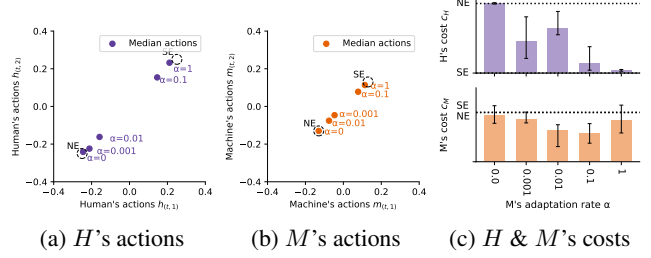 Human's actions h(t, 2)
0.4
0.2
0.0
−0.2
−0.4
Median actions
SE
α=1
α=0.1
α=0.01
NE
α=0.001
α=0
−0.4 −0.2 0.0 0.2 0.4
Human's actions h(t, 1)
(a) H's actions
Machine's actions m(t, 2)
0.4
0.2
0.0
−0.2
−0.4
Median actions
SE
α=1
α=0.1
α=0.001
α=0.01
NE
α=0
−0.4 −0.2 0.0 0.2 0.4
Machine's actions m(t, 1)
(b) M's actions
H's cost cH
NE
SE
M's cost cM
SE
NE
0.0 0.001 0.01 0.1 1
M's adaptation rate α
(c) H & M's costs